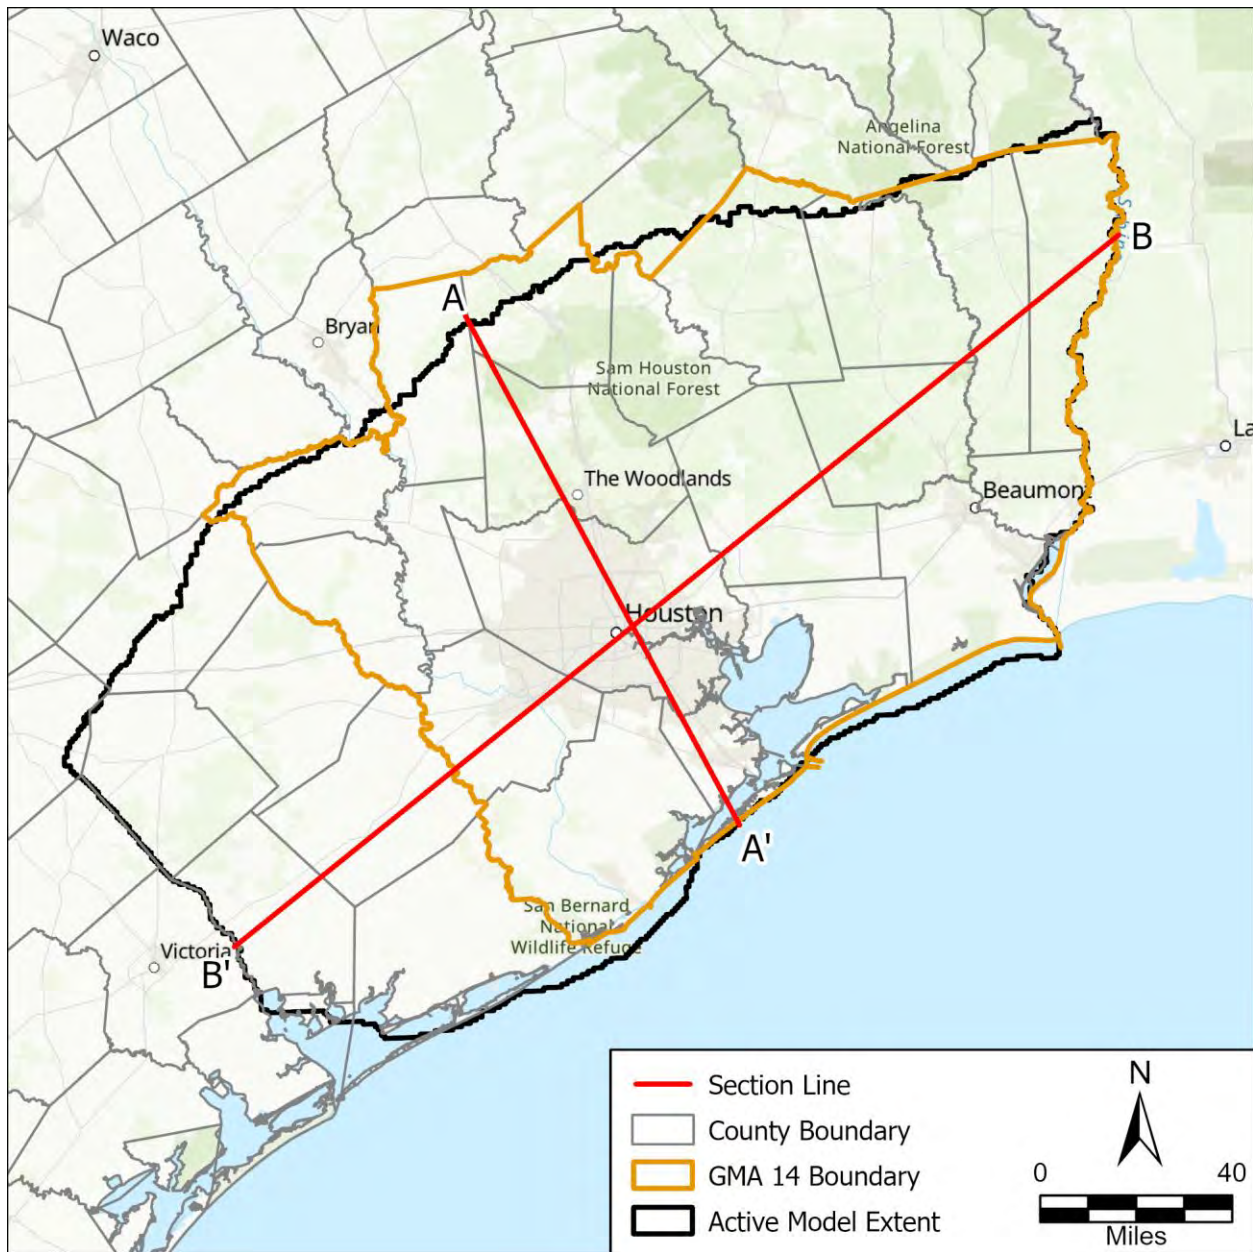 Waco
Angelina
National Forest
B
A
Bryan
Sam Houston
National Forest
La
The Woodlands
Beaumont
Houston
A'
San Bernard
National
Wildlife Refuge
Victoria
B'
Section Line
County Boundary
GMA 14 Boundary
Active Model Extent
N
0 40
Miles